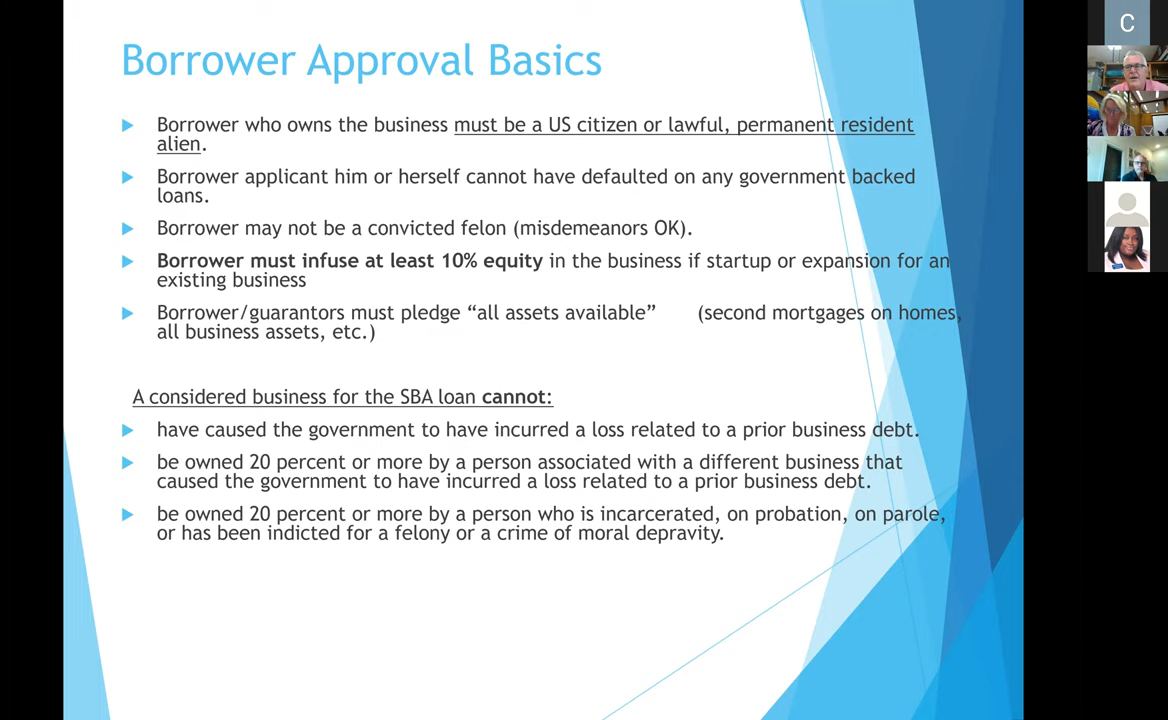 Borrower Approval Basics
Borrower who owns the business must be a US citizen or lawful, permanent resident
alien.
Borrower applicant him or herself cannot have defaulted on any government backed
loans.
Borrower may not be a convicted felon (misdemeanors OK).
Borrower must infuse at least 10% equity in the business if startup or expansion for an
existing business
Borrower/guarantors must pledge “all assets available” (second mortgages on homes,
all business assets, etc.)
A considered business for the SBA loan cannot:
have caused the government to have incurred a loss related to a prior business debt.
be owned 20 percent or more by a person associated with a different business that
caused the government to have incurred a loss related to a prior business debt.
be owned 20 percent or more by a person who is incarcerated, on probation, on parole,
or has been indicted for a felony or a crime of moral depravity.
C